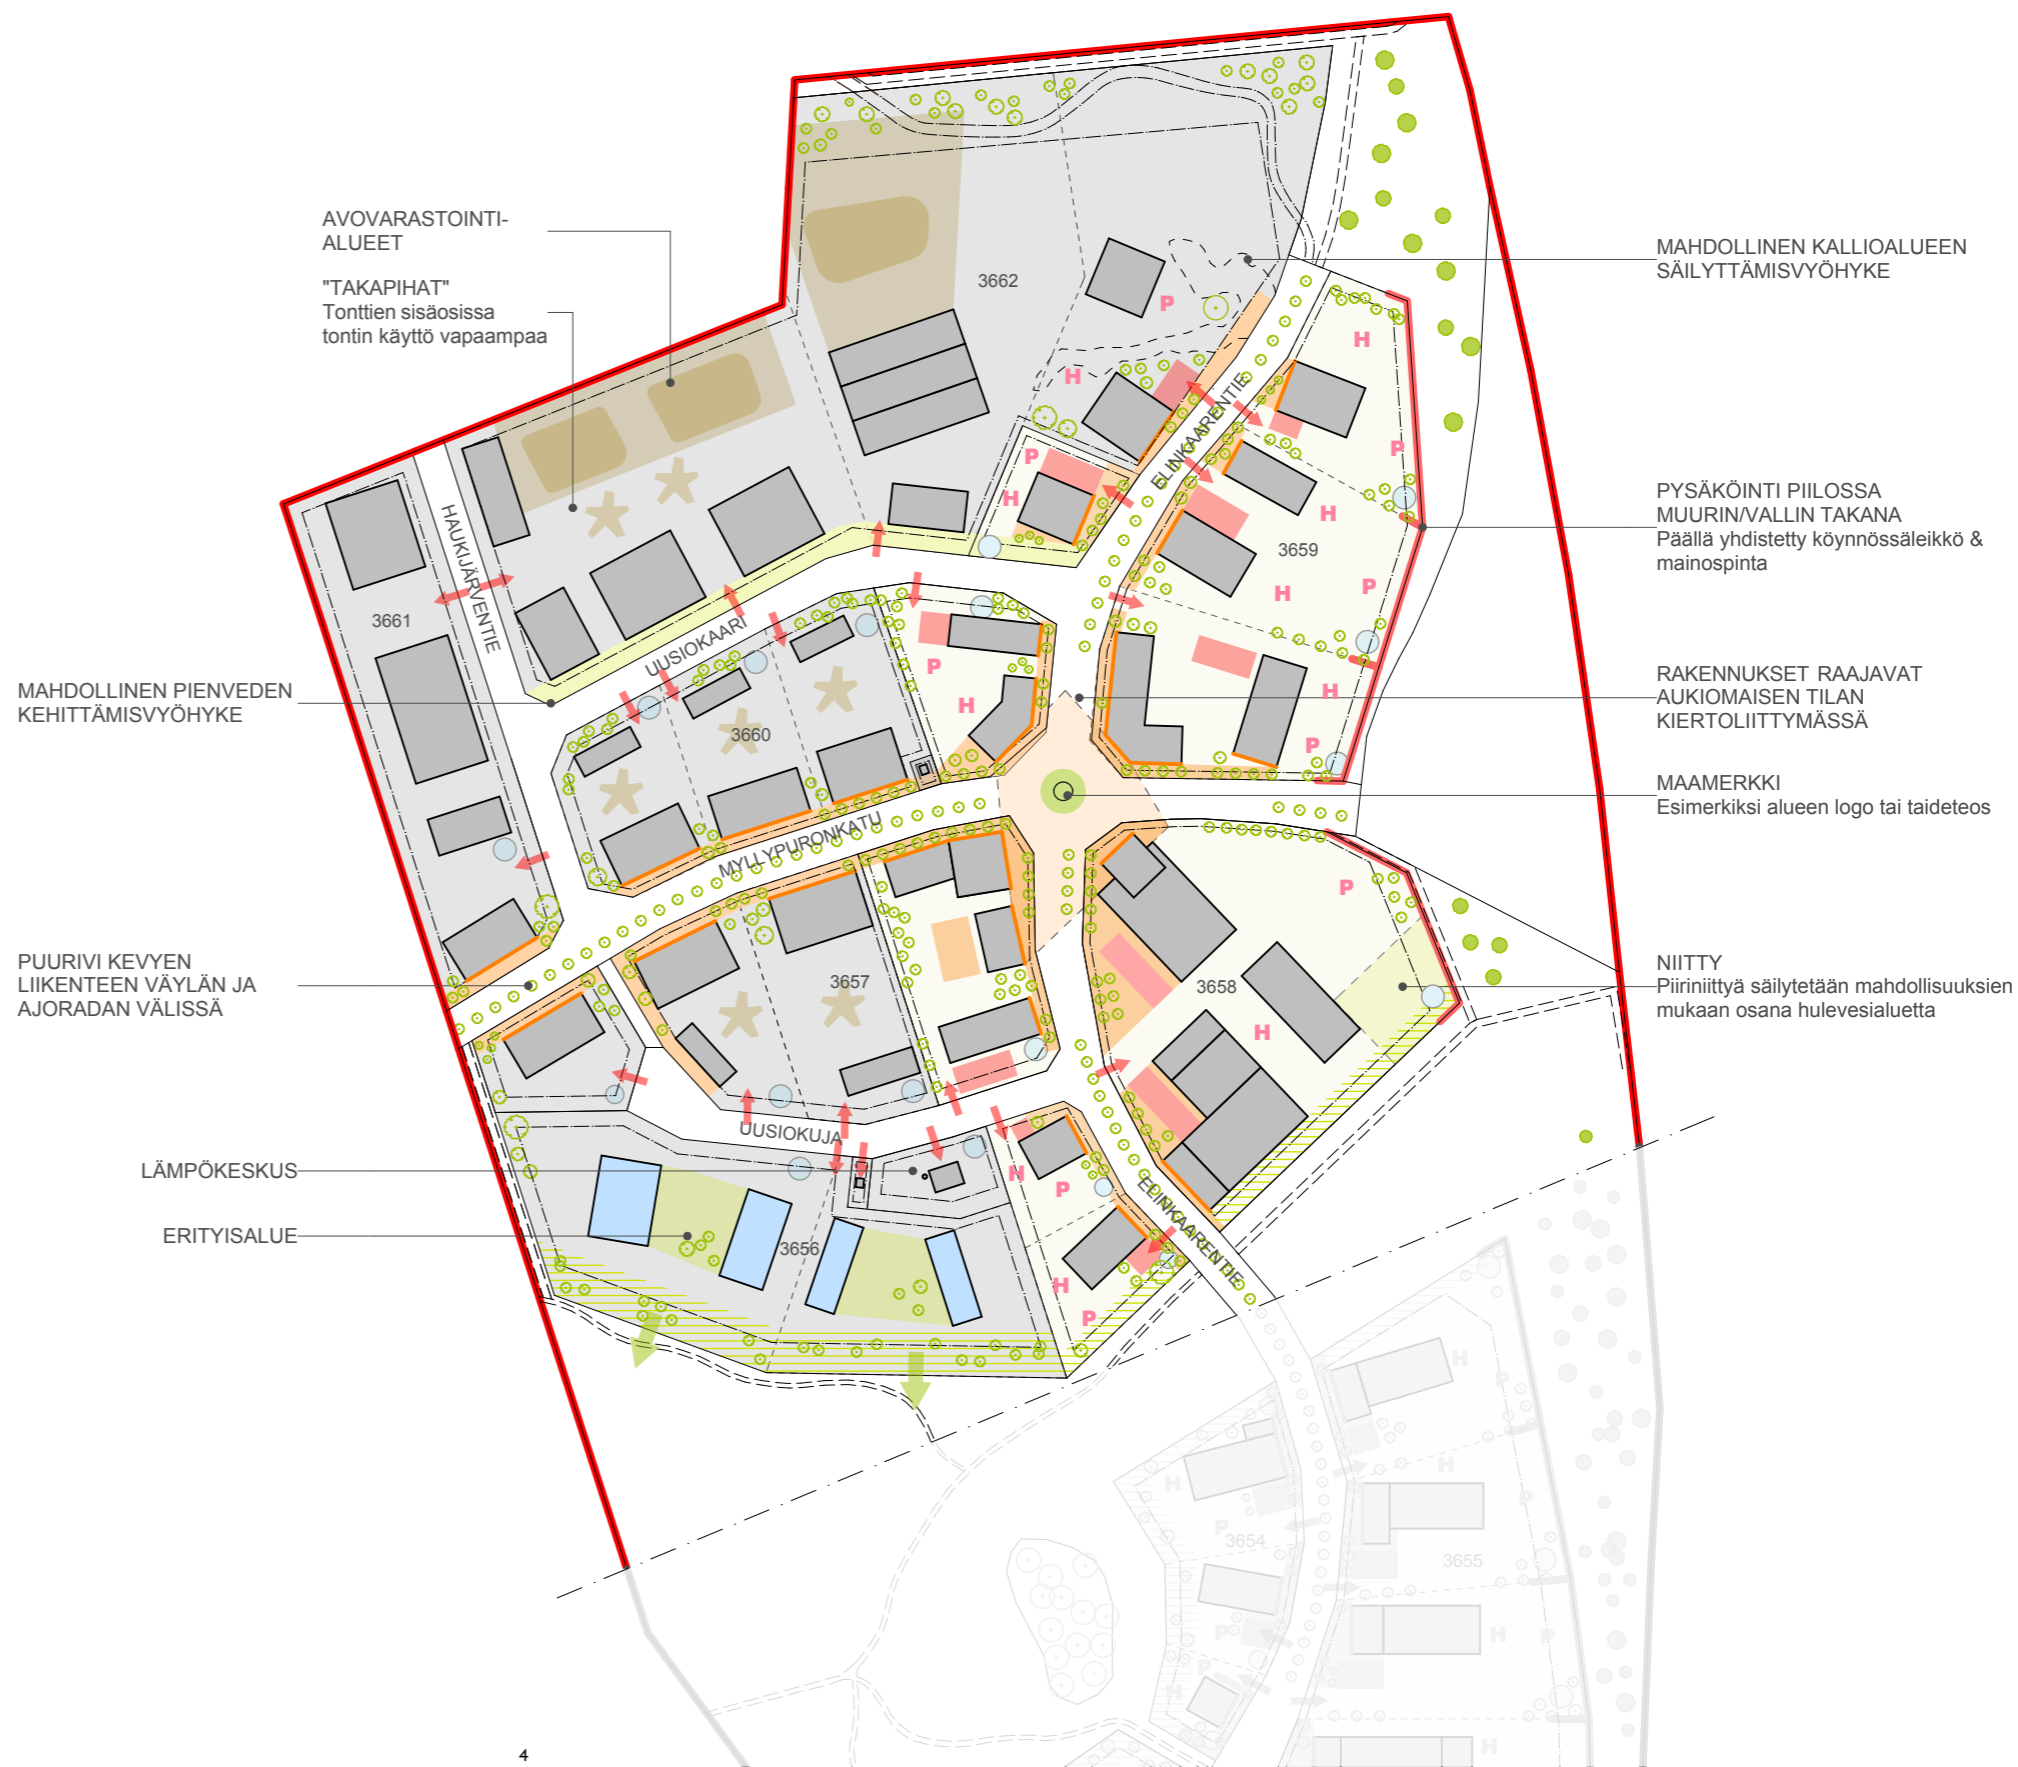 AVOVARASTOINTI-
ALUEET
"TAKAPIHAT"
Tonttien sisäosissa
tontin käyttö vapaampaa
MAHDOLLINEN PIENVEDEN
KEHITTÄMISVYÖHYKE
PUURIVI KEVYEN
LIIKENTEEN VÄYLÄN JA
AJORADAN VÄLISSÄ
LÄMPÖKESKUS
ERITYISALUE
MAHDOLLINEN KALLIOALUEEN
SÄILYTTÄMISVYÖHYKE
PYSÄKÖINTI PIILOSSA
MUURIN/VALLIN TAKANA
Päällä yhdistetty köynnössäleikkö &
mainospinta
RAKENNUKSET RAAJAVAT
AUKIOMAISEN TILAN
KIERTOLIITTYMÄSSÄ
MAAMERKKI
Esimerkiksi alueen logo tai taideteos
NIITTY
Piiriniittyä säilytetään mahdollisuuksien
mukaan osana hulevesialuetta
3662
P
H
P
H
ELINKAARENTIE
H
P
H
3659
H
P
H
P
HAUKIJÄRVENTIE
3661
UUSIOKAARI
3660
P
H
MYLLYPURONKATU
3657
P
3658
H
UUSIOKUJA
3656
H
P
H
P
ELINKAARENTIE
H
P
H
P
3654
P
P
H
H
P
H
3655
H
P
H
4